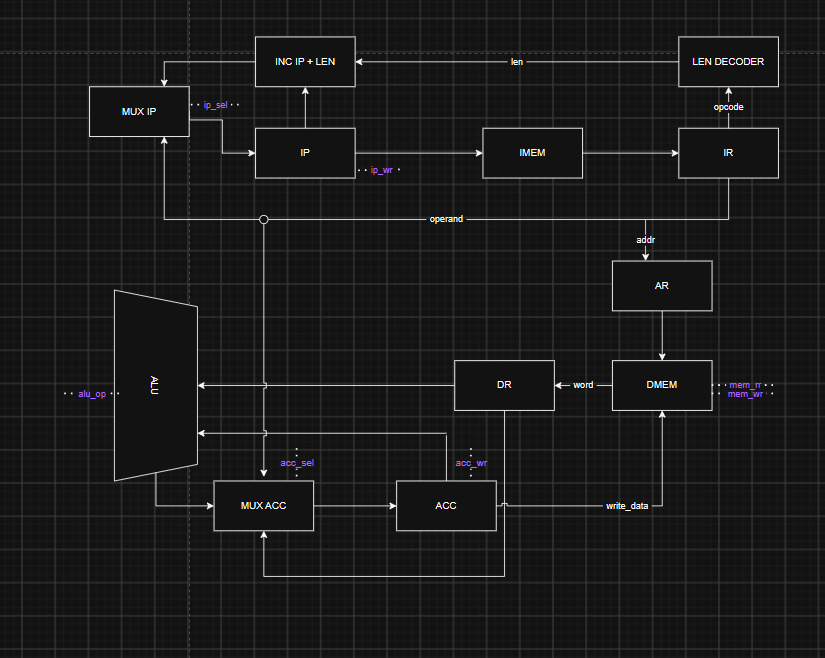 INC IP + LEN
len
LEN DECODER
MUX IP
ip_sel
opcode
IP
IMEM
IR
ip_wr
operand
addr
AR
ALU
alu_op
DR
word
DMEM
mem_rr
mem_wr
acc_sel
acc_wr
MUX ACC
ACC
write_data